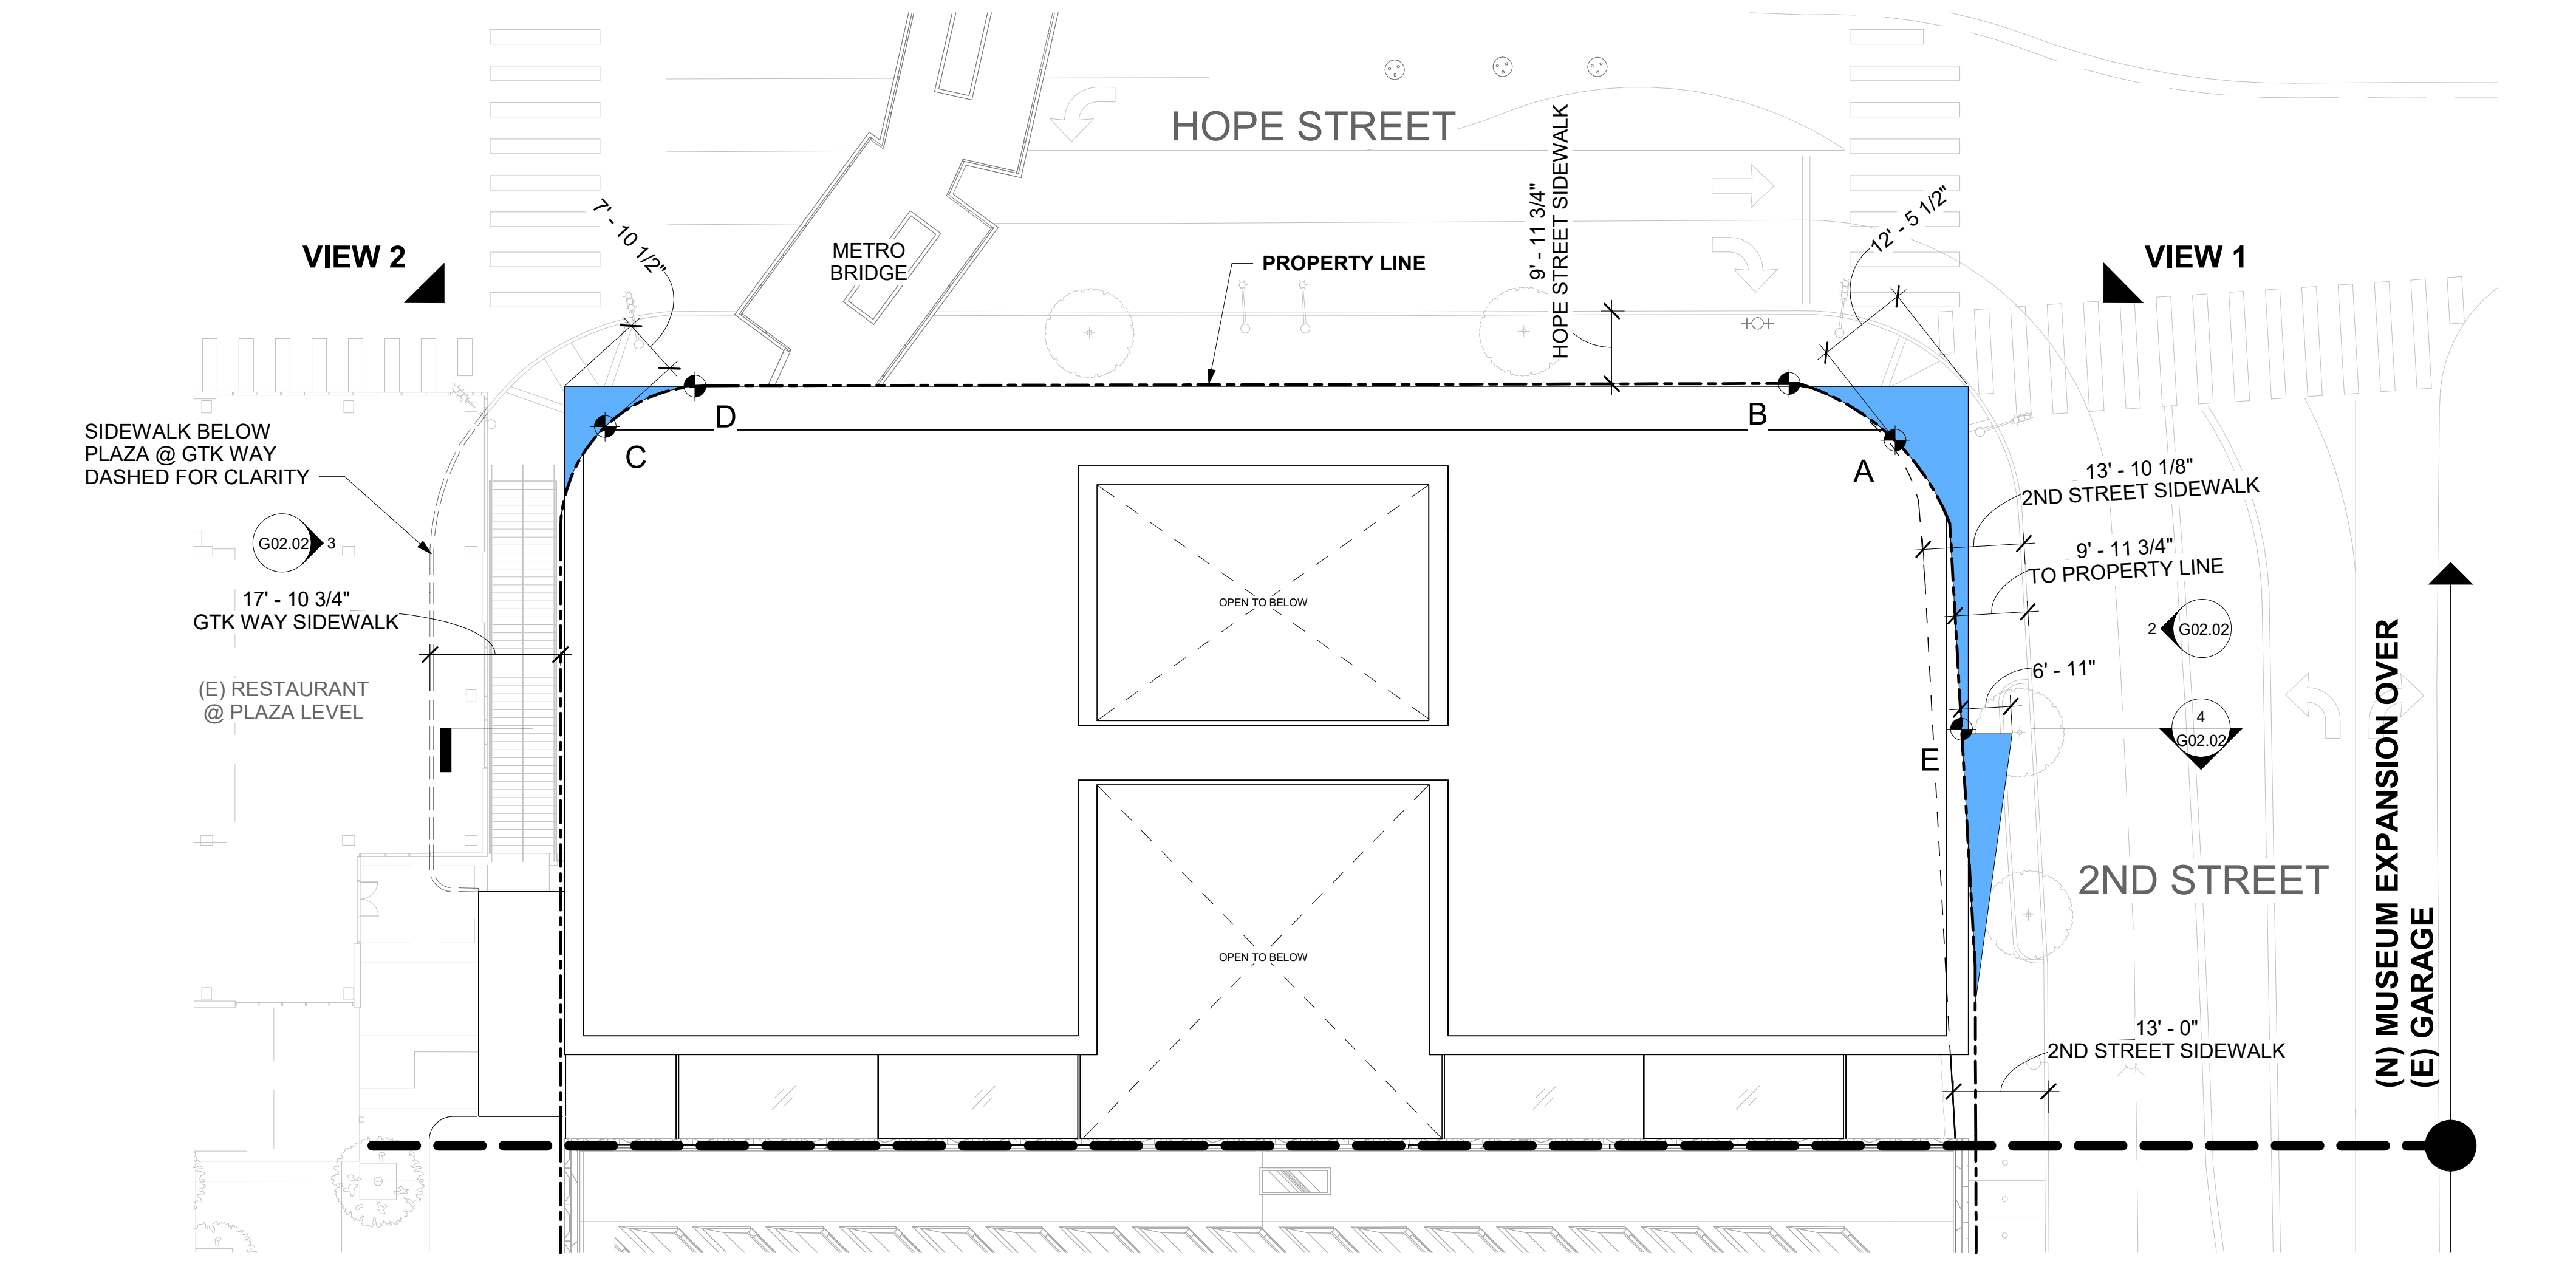 HOPE STREET
9' - 11 3/4"
HOPE STREET SIDEWALK
7' - 10 1/2"
12' - 5 1/2"
VIEW 2
METRO
BRIDGE
PROPERTY LINE
VIEW 1
D
B
C
A
SIDEWALK BELOW
PLAZA @ GTK WAY
DASHED FOR CLARITY
13' - 10 1/8"
2ND STREET SIDEWALK
G02.02
3
9' - 11 3/4"
TO PROPERTY LINE
17' - 10 3/4"
GTK WAY SIDEWALK
OPEN TO BELOW
2
G02.02
6' - 11"
(E) RESTAURANT
@ PLAZA LEVEL
4
G02.02
E
2ND STREET
(N) MUSEUM EXPANSION OVER
(E) GARAGE
OPEN TO BELOW
13' - 0"
2ND STREET SIDEWALK